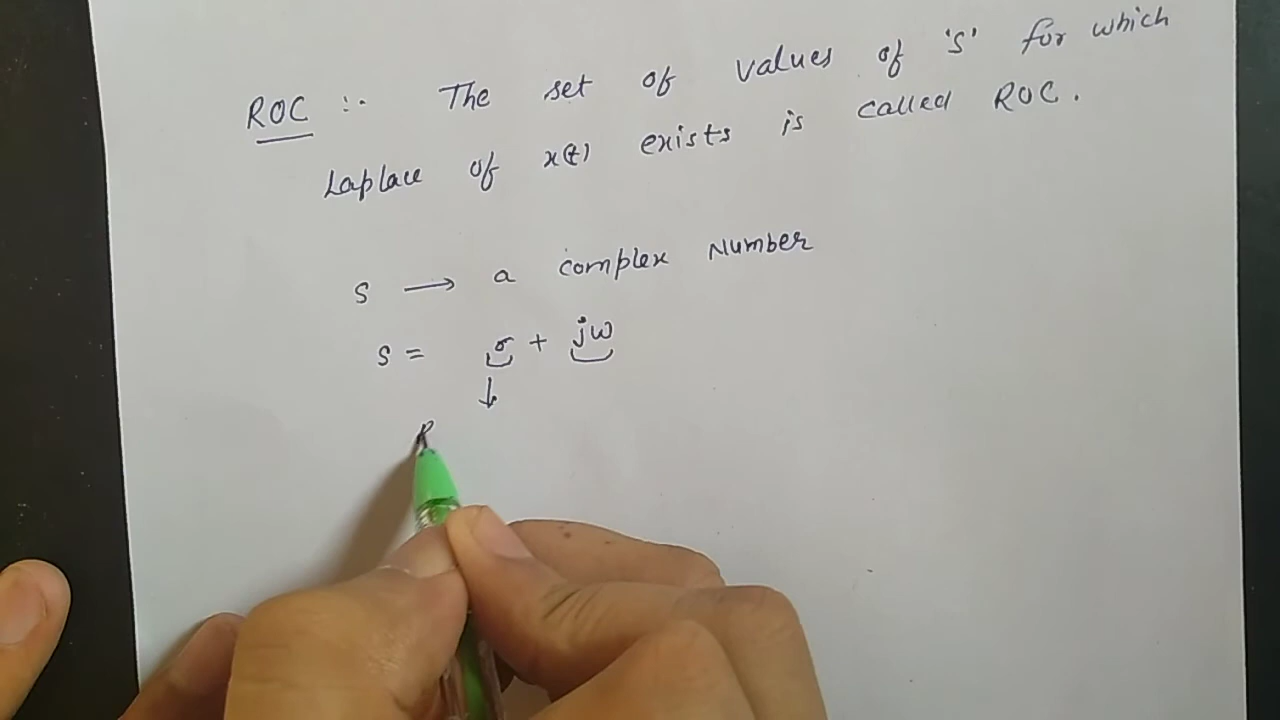 ROC :- The set of values of 's' for which
Laplace of x(t) exists is called ROC.
s → a complex Number
s = σ + jω
↓
R